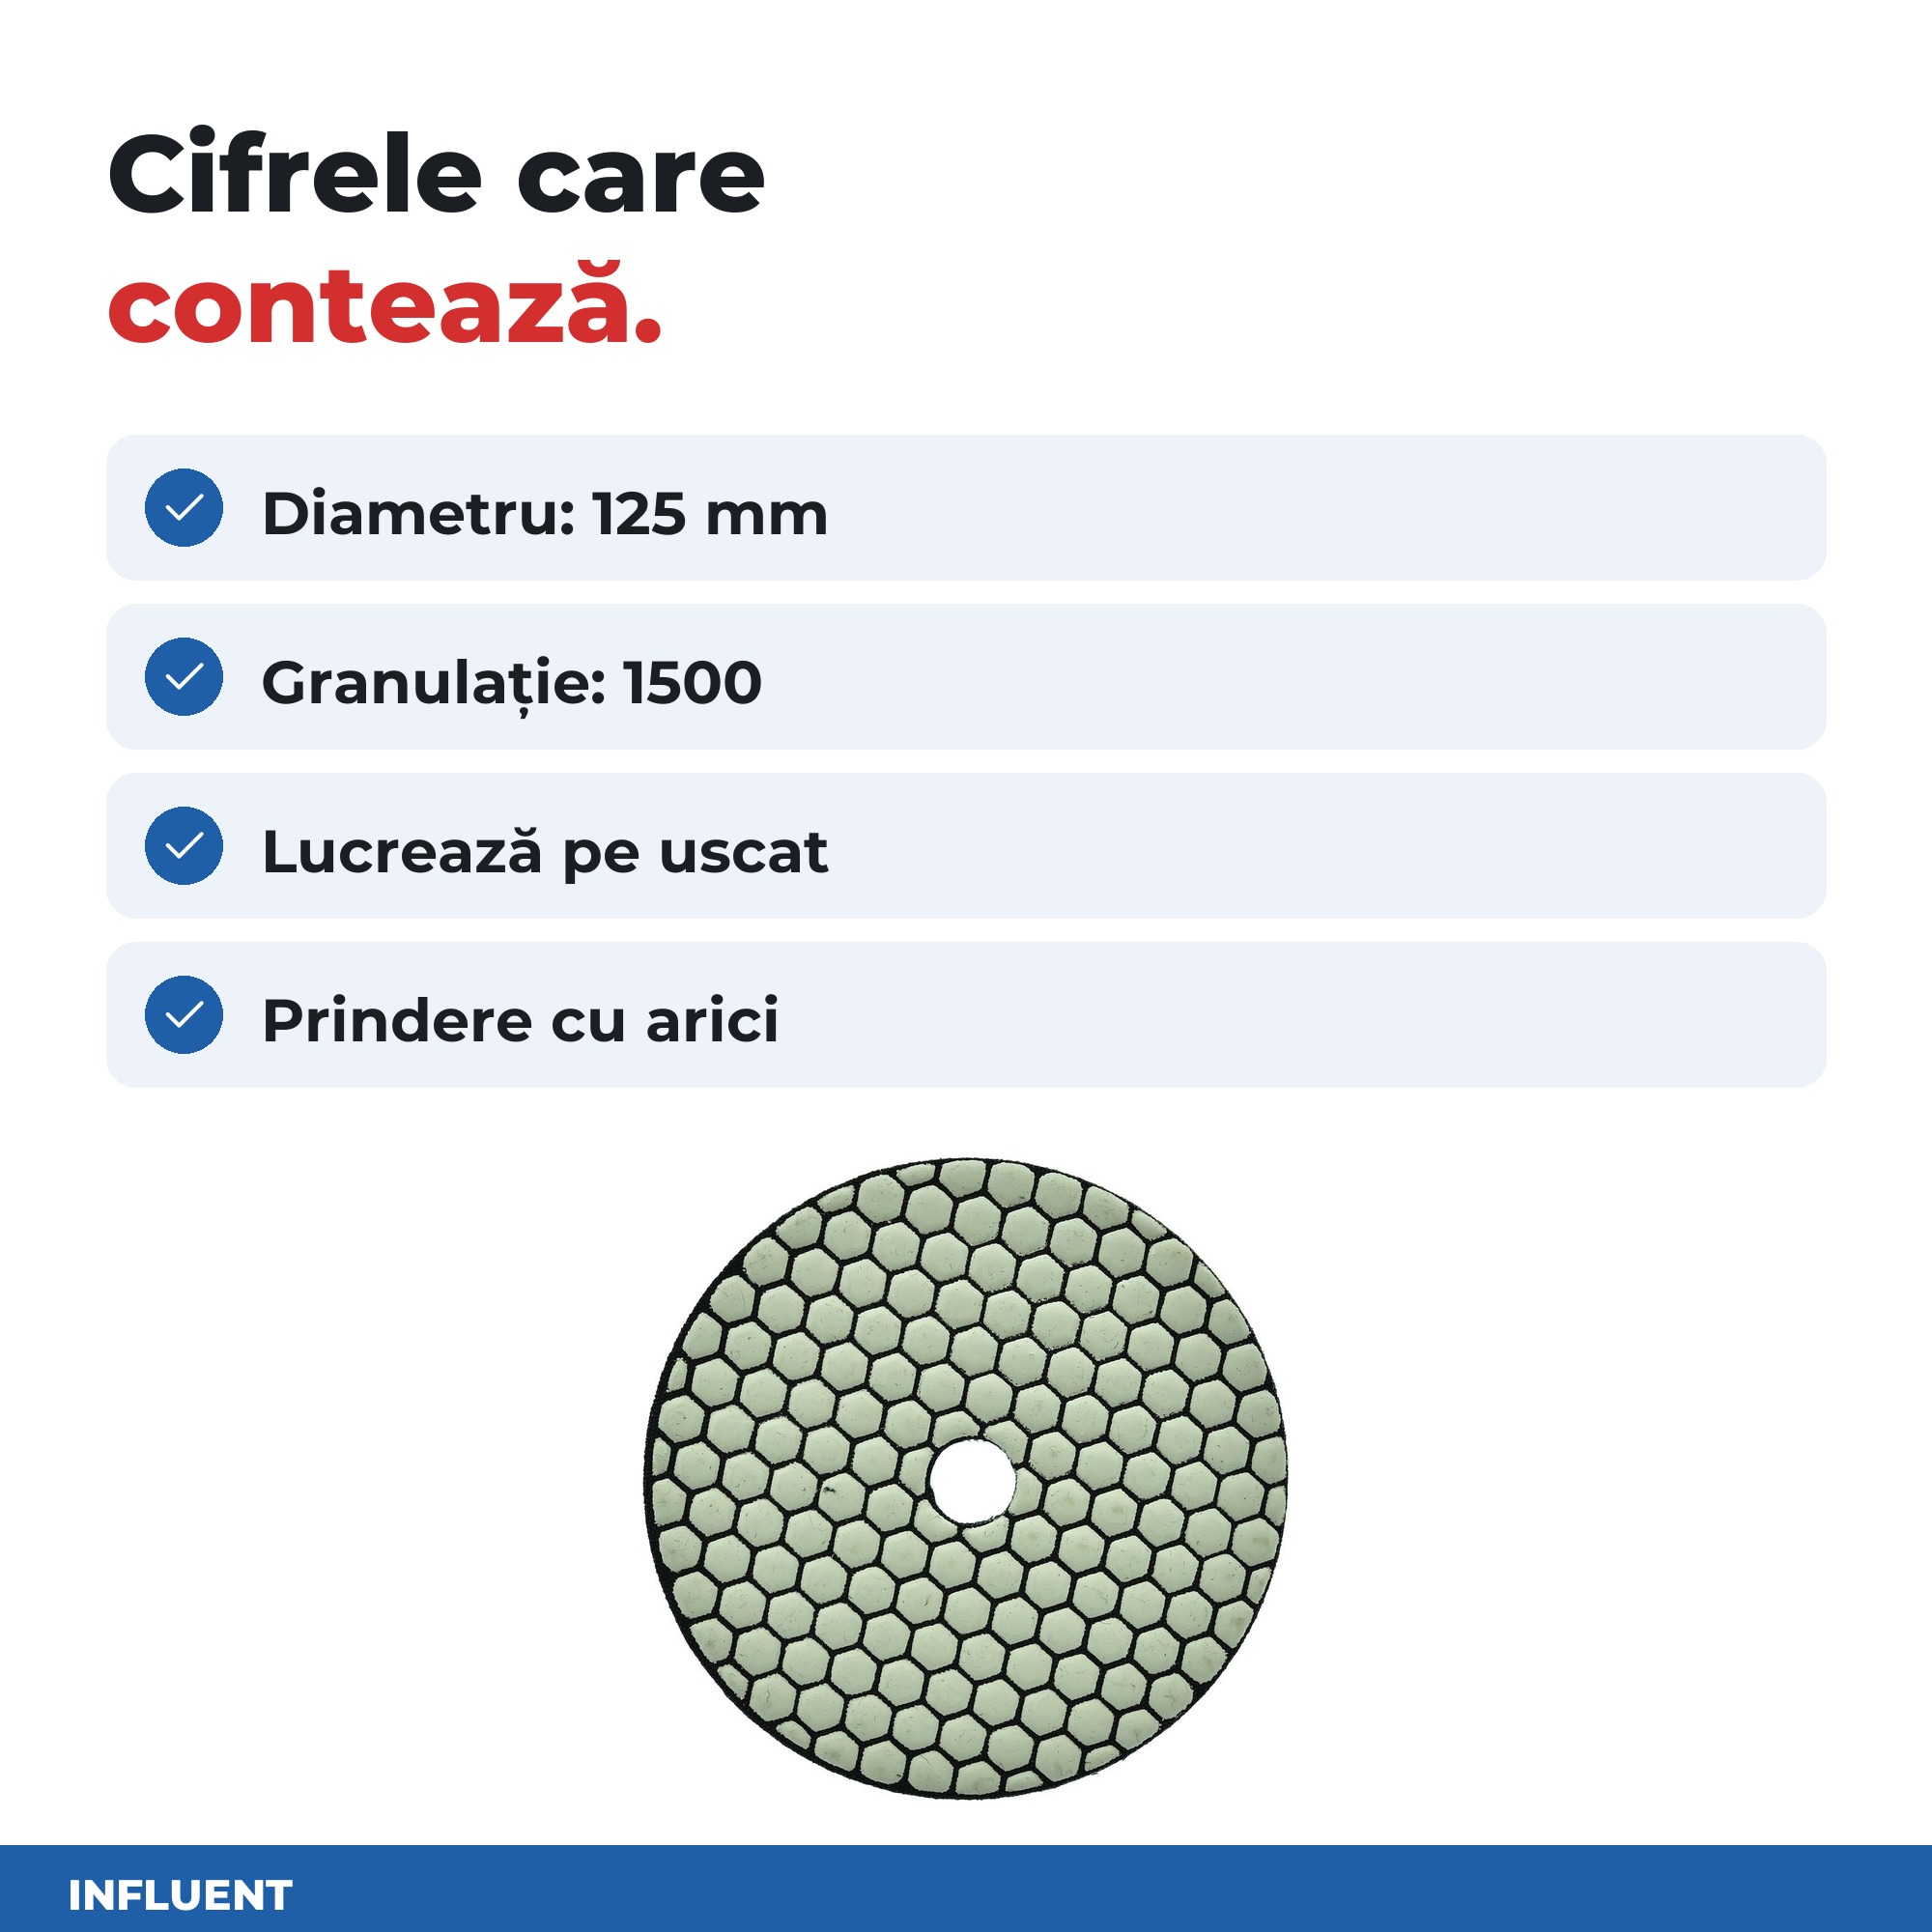 Cifrele care
contează.
Diametru: 125 mm
Granulație: 1500
Lucrează pe uscat
Prindere cu arici
INFLUENT